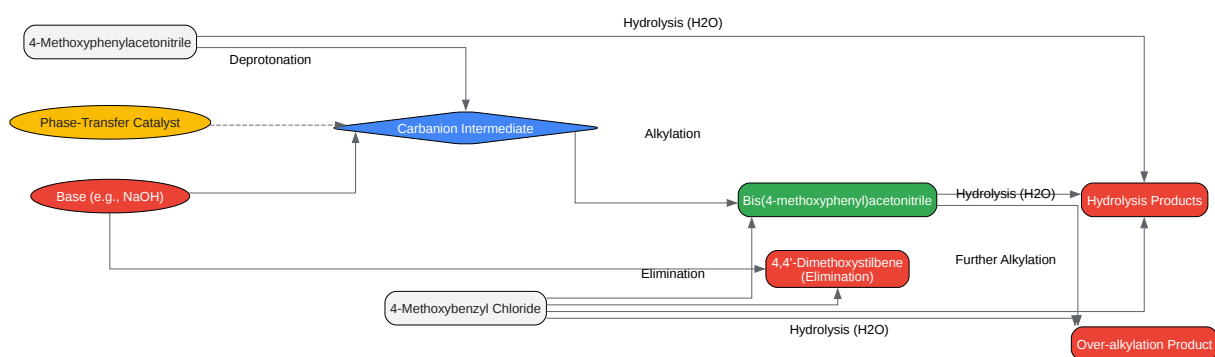 Hydrolysis (H2O)
4-Methoxyphenylacetonitrile
Deprotonation
Phase-Transfer Catalyst
Carbanion Intermediate
Alkylation
Base (e.g., NaOH)
Bis(4-methoxyphenyl)acetonitrile
Hydrolysis (H2O)
Hydrolysis Products
4,4'-Dimethoxystilbene
(Elimination)
Further Alkylation
Elimination
4-Methoxybenzyl Chloride
Hydrolysis (H2O)
Over-alkylation Product